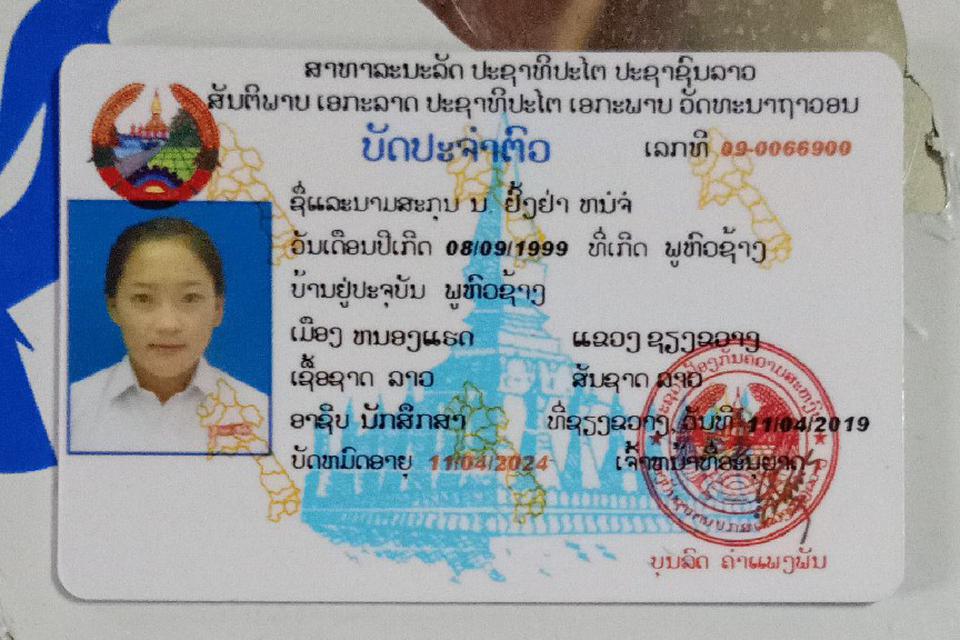 ສາທາລະນະລັດ ປະຊາທິປະໄຕ ປະຊາຊົນລາວ
ສັນຕິພາບ ເອກະລາດ ປະຊາທິປະໄຕ ເອກະພາບ ວັດທະນາຖາວອນ
ບັດປະຈຳຕົວ
ເລກທີ 09-0066900
ຊື່ແລະນາມສະກຸນ ນ. ຢັ້ງຢ່າ ຫນໍ່ຈໍ່
ວັນເດືອນປີເກີດ 08/09/1999 ທີ່ເກີດ ພູຫົວຊ້າງ
ບ້ານຢູ່ປະຈຸບັນ ພູຫົວຊ້າງ
ເມືອງ ຫນອງແຮດ ແຂວງ ຊຽງຂວາງ
ເຊື້ອຊາດ ລາວ ສັນຊາດ ລາວ
ອາຊີບ ນັກສຶກສາ ທີ່ຊຽງຂວາງ ວັນທີ 11/04/2019
ບັດຫມົດອາຍຸ 11/04/2024 ເຈົ້າຫນ້າທີ່ອະນຸຍາດ
ບຸນລົດ ຄຳແພງພັນ